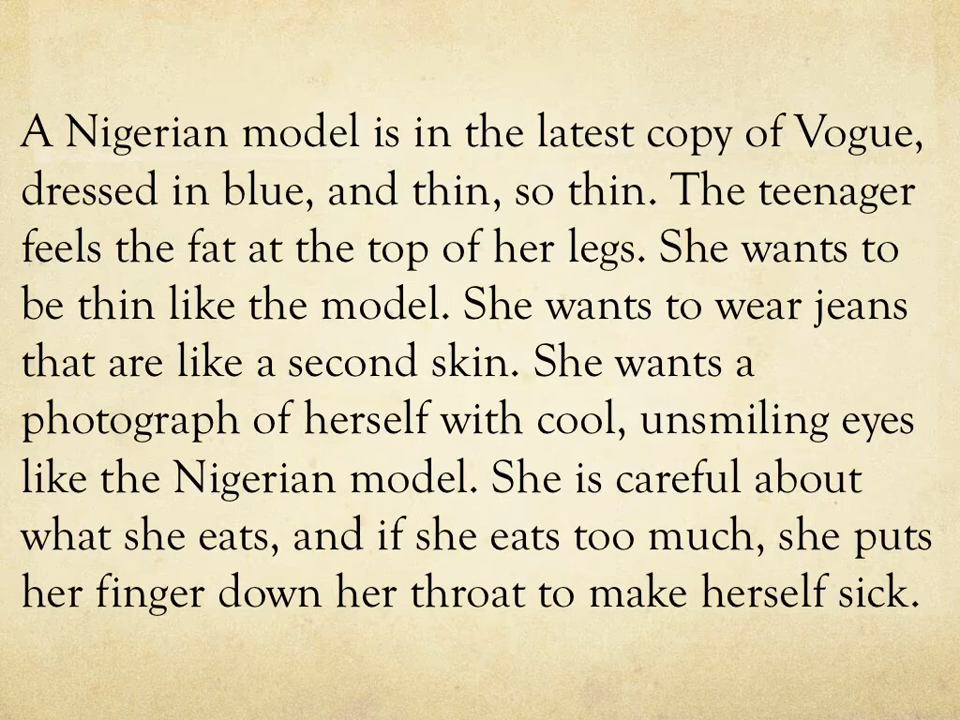 A Nigerian model is in the latest copy of Vogue,
dressed in blue, and thin, so thin. The teenager
feels the fat at the top of her legs. She wants to
be thin like the model. She wants to wear jeans
that are like a second skin. She wants a
photograph of herself with cool, unsmiling eyes
like the Nigerian model. She is careful about
what she eats, and if she eats too much, she puts
her finger down her throat to make herself sick.